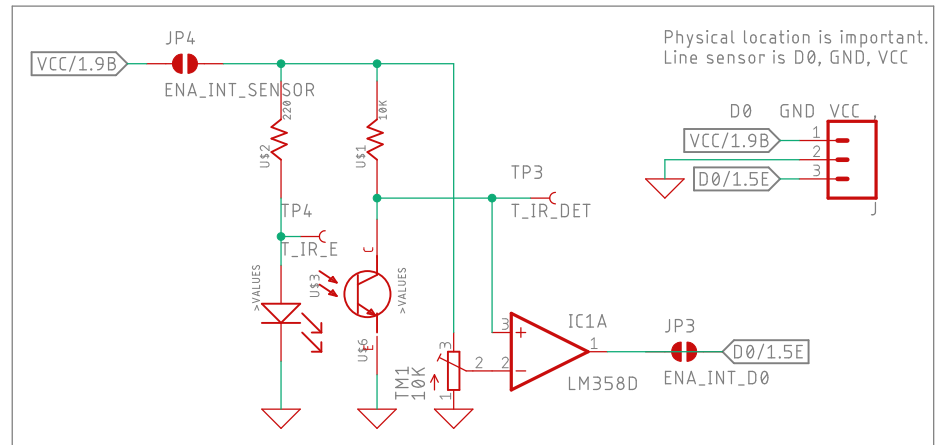 JP4
VCC/1.9B
ENA_INT_SENSOR
Physical location is important.
Line sensor is D0, GND, VCC
220
U$2
10K
U$1
D0 GND VCC
VCC/1.9B
1
2
D0/1.5E
3
J
TP3
T_IR_DET
TP4
T_IR_E
>VALUES
U$3
C
>VALUES
U$6
E
TM1
10K
3
2
1
3
+
2
-
1
IC1A
LM358D
JP3
D0/1.5E
ENA_INT_D0